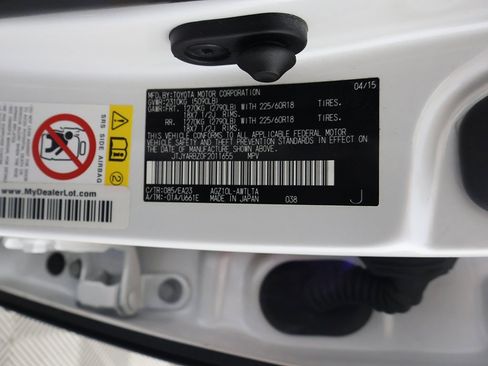 MFD.BY:TOYOTA MOTOR CORPORATION 04/15
GVWR:2310KG (5090LB)
GAWR:FRT. 1270KG (2790LB) WITH 225/60R18 TIRES.
18X7 1/2J RIMS.
RR. 1270KG (2790LB) WITH 225/60R18 TIRES.
18X7 1/2J RIMS.
THIS VEHICLE CONFORMS TO ALL APPLICABLE FEDERAL MOTOR
VEHICLE SAFETY, BUMPER, AND THEFT PREVENTION STANDARDS
IN EFFECT ON THE DATE OF MANUFACTURE SHOWN ABOVE.
JTJYARBZ0F2011655 MPV
C/TR:085/EA23 AGZ10L-AWTLTA
A/TM:-01A/U661E MADE IN JAPAN 038 J
SRS SIDE AIRBAG
www.MyDealerLot.com